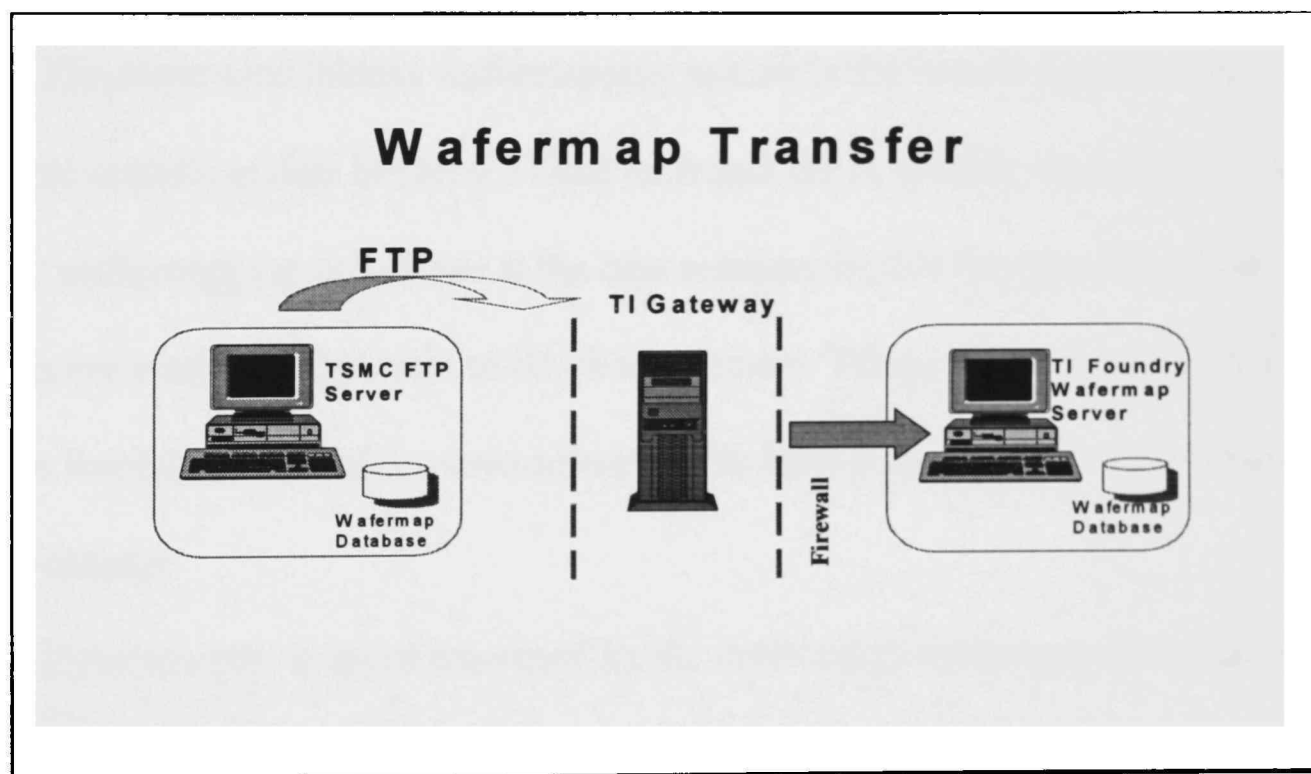 Wafermap Transfer
FTP
TI Gateway
TSMC FTP
Server
Wafermap
Database
Firewall
TI Foundry
Wafermap
Server
Wafermap
Database